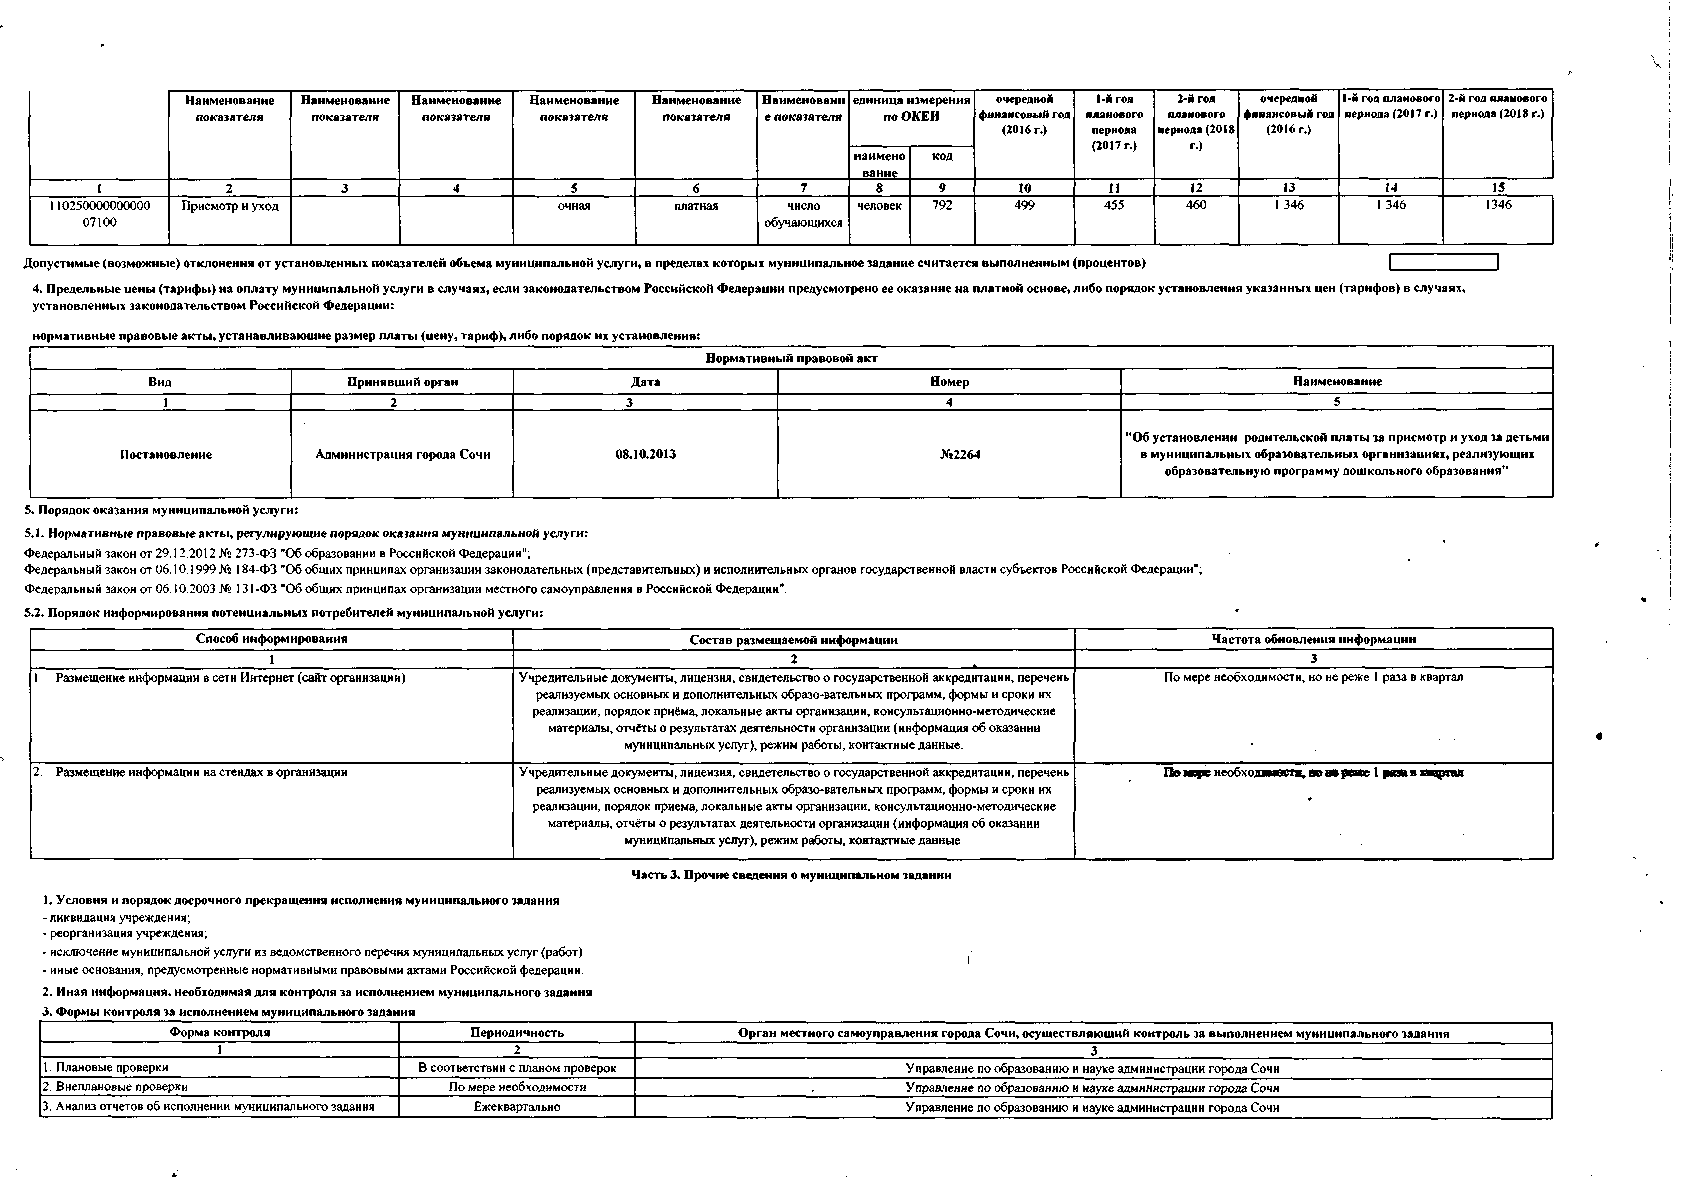 Наименование показателя Наименование показателя Наименование показателя Наименование показателя Наименование показателя Наименовани е показателя единица измерения по ОКЕИ очередной финансовый год (2016 г.) 1-й год планового периода (2017 г.) 2-й год планового периода (2018 г.) очередной финансовый год (2016 г.) 1-й год планового периода (2017 г.) 2-й год планового периода (2018 г.)
наимено вание код
1 2 3 4 5 6 7 8 9 10 11 12 13 14 15
110250000000000 07100 Присмотр и уход очная платная число обучающихся человек 792 499 455 460 1 346 1 346 1346
Допустимые (возможные) отклонения от установленных показателей объема муниципальной услуги, в пределах которых муниципальное задание считается выполненным (процентов)
4. Предельные цены (тарифы) на оплату муниципальной услуги в случаях, если законодательством Российской Федерации предусмотрено ее оказание на платной основе, либо порядок установления указанных цен (тарифов) в случаях,
установленных законодательством Российской Федерации:
нормативные правовые акты, устанавливающие размер платы (цену, тариф), либо порядок их установления:
Нормативный правовой акт
Вид Принявший орган Дата Номер Наименование
1 2 3 4 5
Постановление Администрация города Сочи 08.10.2013 №2264 "Об установлении родительской платы за присмотр и уход за детьми
в муниципальных образовательных организациях, реализующих
образовательную программу дошкольного образования"
5. Порядок оказания муниципальной услуги:
5.1. Нормативные правовые акты, регулирующие порядок оказания муниципальной услуги:
Федеральный закон от 29.12.2012 № 273-ФЗ "Об образовании в Российской Федерации";
Федеральный закон от 06.10.1999 № 184-ФЗ "Об общих принципах организации законодательных (представительных) и исполнительных органов государственной власти субъектов Российской Федерации";
Федеральный закон от 06.10.2003 № 131-ФЗ "Об общих принципах организации местного самоуправления в Российской Федерации".
5.2. Порядок информирования потенциальных потребителей муниципальной услуги:
Способ информирования Состав размещаемой информации Частота обновления информации
1 2 3
1 Размещение информации в сети Интернет (сайт организации) Учредительные документы, лицензия, свидетельство о государственной аккредитации, перечень По мере необходимости, но не реже 1 раза в квартал
реализуемых основных и дополнительных образо-вательных программ, формы и сроки их
реализации, порядок приёма, локальные акты организации, консультационно-методические
материалы, отчёты о результатах деятельности организации (информация об оказании
муниципальных услуг), режим работы, контактные данные.
2. Размещение информации на стендах в организации Учредительные документы, лицензия, свидетельство о государственной аккредитации, перечень По мере необходимости, но не реже 1 раза в квартал
реализуемых основных и дополнительных образо-вательных программ, формы и сроки их
реализации, порядок приема, локальные акты организации, консультационно-методические
материалы, отчёты о результатах деятельности организации (информация об оказании
муниципальных услуг), режим работы, контактные данные
Часть 3. Прочие сведения о муниципальном задании
1. Условия и порядок досрочного прекращения исполнения муниципального задания
- ликвидация учреждения;
- реорганизация учреждения;
- исключение муниципальной услуги из ведомственного перечня муниципальных услуг (работ)
- иные основания, предусмотренные нормативными правовыми актами Российской федерации.
2. Иная информация, необходимая для контроля за исполнением муниципального задания
3. Формы контроля за исполнением муниципального задания
Форма контроля Периодичность Орган местного самоуправления города Сочи, осуществляющий контроль за выполнением муниципального задания
1 2 3
1. Плановые проверки В соответствии с планом проверок Управление по образованию и науке администрации города Сочи
2. Внеплановые проверки По мере необходимости Управление по образованию и науке администрации города Сочи
3. Анализ отчетов об исполнении муниципального задания Ежеквартально Управление по образованию и науке администрации города Сочи